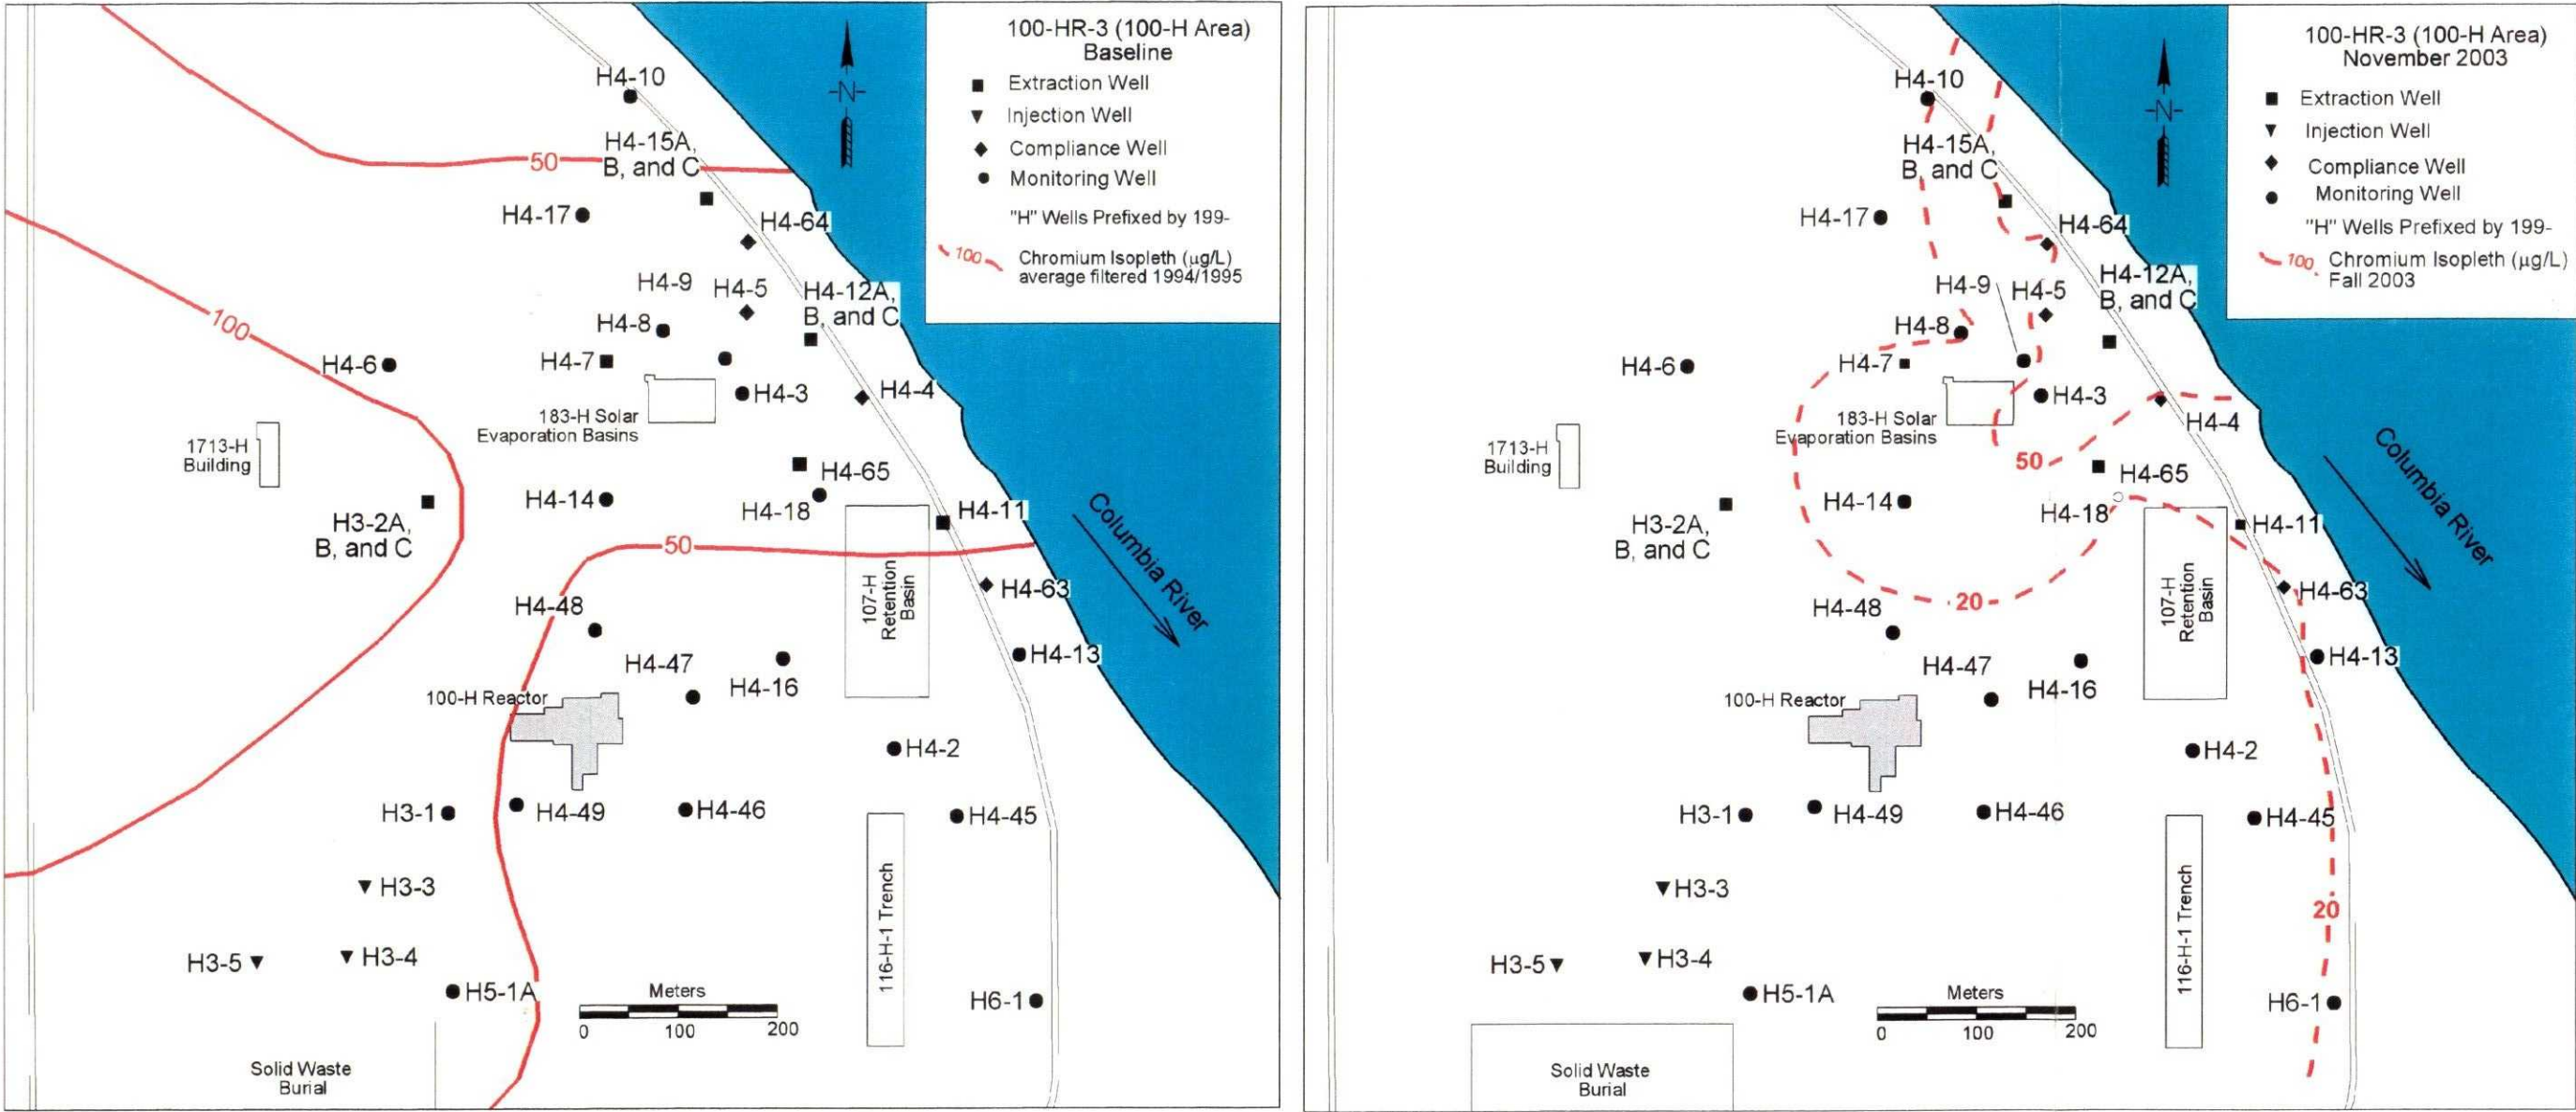 100-HR-3 (100-H Area)
Baseline
Extraction Well
Injection Well
Compliance Well
Monitoring Well
"H" Wells Prefixed by 199-
100
Chromium Isopleth (µg/L)
average filtered 1994/1995
-N-
H4-10
H4-15A,
B, and C
50
H4-17
H4-64
H4-9
H4-5
H4-12A,
B, and C
H4-8
100
H4-6
H4-7
H4-3
H4-4
183-H Solar
Evaporation Basins
1713-H
Building
H4-65
H4-14
H4-18
H4-11
H3-2A,
B, and C
50
Columbia River
107-H
Retention
Basin
H4-63
H4-48
H4-47
H4-16
H4-13
100-H Reactor
H4-2
H3-1
H4-49
H4-46
H4-45
H3-3
116-H-1 Trench
H3-5
H3-4
H5-1A
Meters
0 100 200
H6-1
Solid Waste
Burial
100-HR-3 (100-H Area)
November 2003
Extraction Well
Injection Well
Compliance Well
Monitoring Well
"H" Wells Prefixed by 199-
100
Chromium Isopleth (µg/L)
Fall 2003
-N-
H4-10
H4-15A,
B, and C
H4-17
H4-64
H4-9
H4-5
H4-12A,
B, and C
H4-8
H4-6
H4-7
H4-3
H4-4
183-H Solar
Evaporation Basins
1713-H
Building
50
H4-65
H4-14
H4-18
H4-11
H3-2A,
B, and C
Columbia River
107-H
Retention
Basin
H4-63
20
H4-48
H4-47
H4-16
H4-13
100-H Reactor
H4-2
H3-1
H4-49
H4-46
H4-45
H3-3
116-H-1 Trench
20
H3-5
H3-4
H5-1A
Meters
0 100 200
H6-1
Solid Waste
Burial